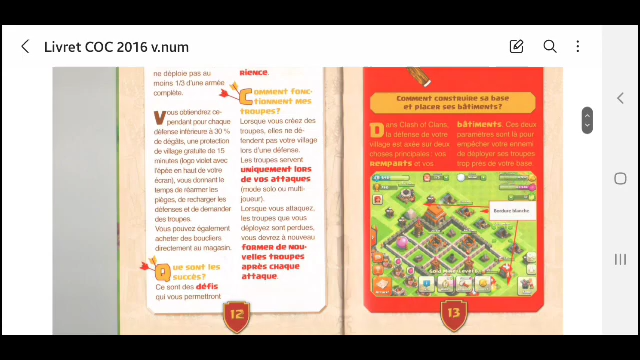 Livret COC 2016 v.num
ne déploie pas au
moins 1/3 d'une armée
complète.
Vous obtiendrez ce-
pendant pour chaque
défense inférieure à 30 %
de dégâts, une protection
de village gratuite de 15
minutes (logo violet avec
l'épée en haut de votre
écran), vous donnant le
temps de réarmer les
pièges, de recharger les
défenses et de demander
des troupes.
Vous pouvez également
acheter des boucliers
directement au magasin.
Que sont les
succès?
Ce sont des défis
qui vous permettront
rience.
Comment fonc-
tionnent mes
troupes?
Lorsque vous créez des
troupes, elles ne dé-
fendent pas votre village
lors d'une défense.
Les troupes servent
uniquement lors
de vos attaques
(mode solo ou multi-
joueur).
Lorsque vous attaquez,
les troupes que vous
déployez sont perdues,
vous devrez à nouveau
former de nou-
velles troupes
après chaque
attaque.
12
Comment construire sa base
et placer ses bâtiments?
Dans Clash of Clans,
la défense de votre
village est axée sur deux
choses principales, vos
remparts et vos
bâtiments. Ces deux
paramètres sont là pour
empêcher votre ennemi
de déployer ses troupes
trop près de votre base.
Bordure blanche
13